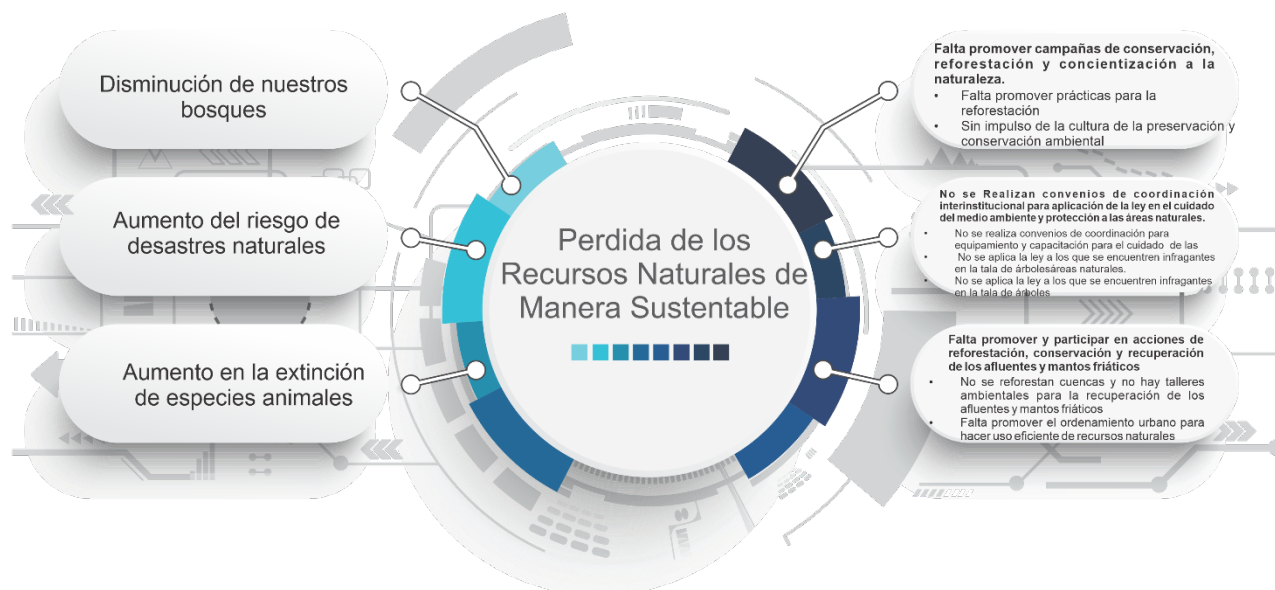 Disminución de nuestros
bosques
Aumento del riesgo de
desastres naturales
Aumento en la extinción
de especies animales
Perdida de los
Recursos Naturales de
Manera Sustentable
Falta promover campañas de conservación,
reforestación y concientización a la
naturaleza.
• Falta promover prácticas para la
reforestación
• Sin impulso de la cultura de la preservación y
conservación ambiental
No se Realizan convenios de coordinación
interinstitucional para aplicación de la ley en el cuidado
del medio ambiente y protección a las áreas naturales.
• No se realiza convenios de coordinación para
equipamiento y capacitación para el cuidado de las
• No se aplica la ley a los que se encuentren infragantes
en la tala de árbolesáreas naturales.
• No se aplica la ley a los que se encuentren infragantes
en la tala de árboles
Falta promover y participar en acciones de
reforestación, conservación y recuperación
de los afluentes y mantos friáticos
• No se reforestan cuencas y no hay talleres
ambientales para la recuperación de los
afluentes y mantos friáticos
• Falta promover el ordenamiento urbano para
hacer uso eficiente de recursos naturales